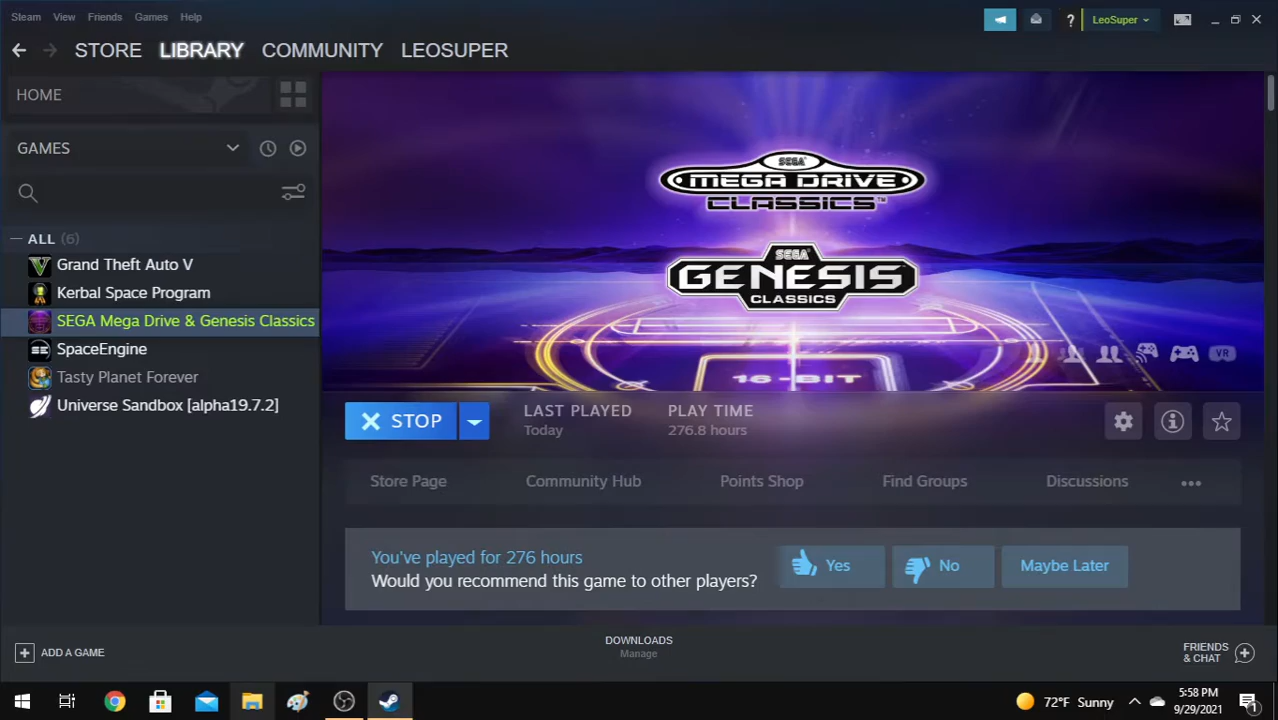 Steam View Friends Games Help
LeoSuper
STORE LIBRARY COMMUNITY LEOSUPER
HOME
GAMES
ALL (6)
Grand Theft Auto V
Kerbal Space Program
SEGA Mega Drive & Genesis Classics
SpaceEngine
Tasty Planet Forever
Universe Sandbox [alpha19.7.2]
SEGA
MEGA DRIVE
CLASSICS™
SEGA
GENESIS
CLASSICS
16-BIT
VR
STOP
LAST PLAYED
Today
PLAY TIME
276.8 hours
Store Page Community Hub Points Shop Find Groups Discussions
You've played for 276 hours
Would you recommend this game to other players?
Yes No Maybe Later
ADD A GAME
DOWNLOADS
Manage
FRIENDS
& CHAT
72°F Sunny
5:58 PM
9/29/2021
1